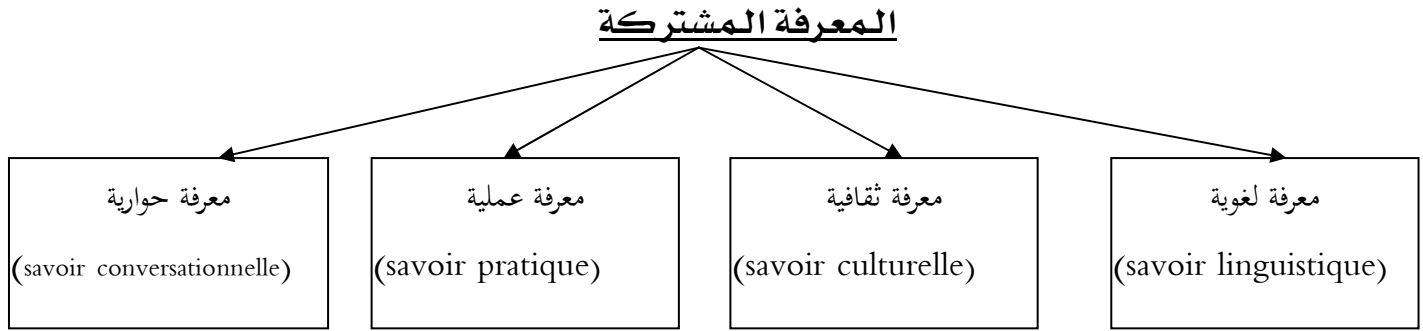 المعرفة المشتركة
معرفة لغوية
(savoir linguistique)
معرفة ثقافية
(savoir culturelle)
معرفة عملية
(savoir pratique)
معرفة حوارية
(savoir conversationnelle)